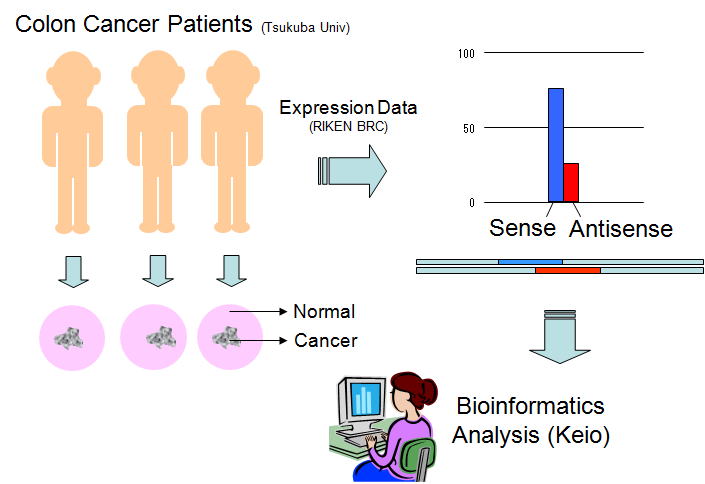 Colon Cancer Patients (Tsukuba Univ)
Expression Data
(RIKEN BRC)
100
50
0
Sense Antisense
Normal
Cancer
Bioinformatics
Analysis (Keio)